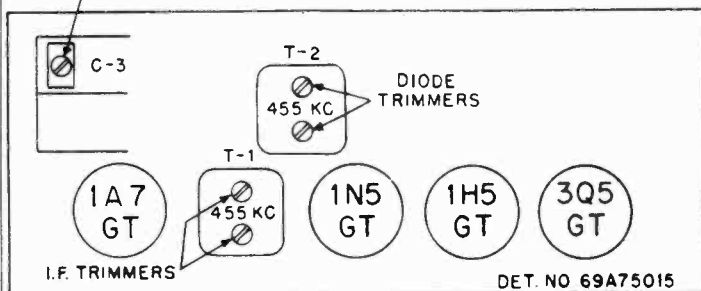 C-3
T-2
455 KC
DIODE
TRIMMERS
T-1
455 KC
1A7
GT
1N5
GT
1H5
GT
3Q5
GT
I.F. TRIMMERS
DET. NO 69A75015